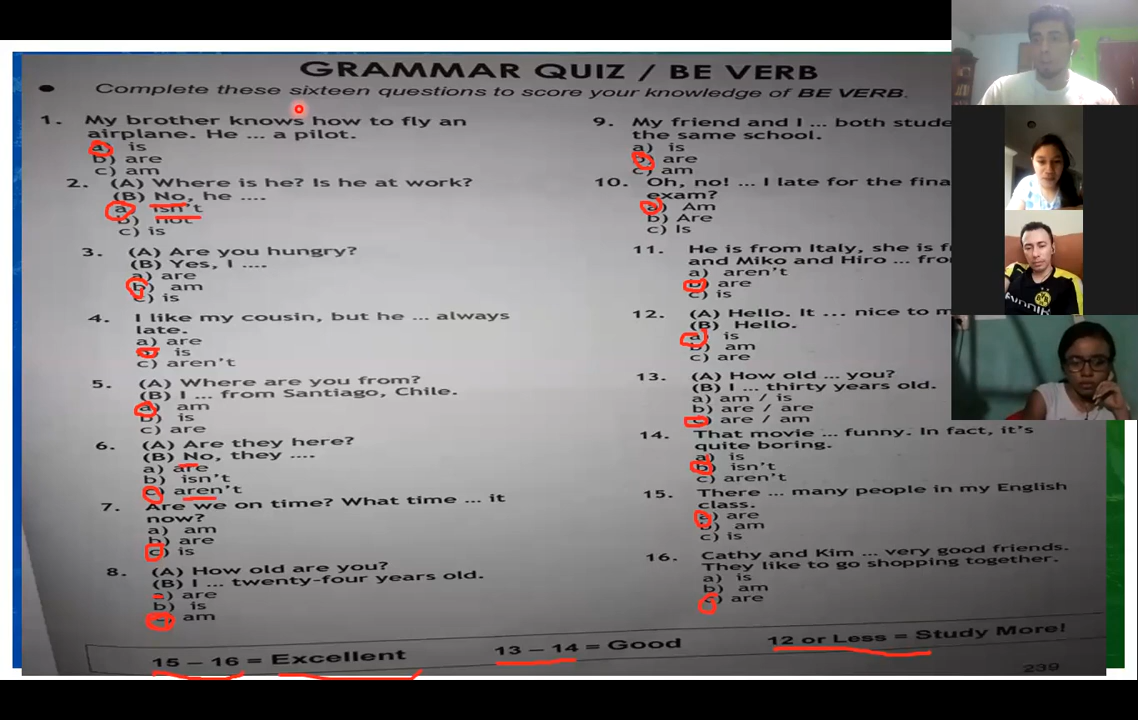 GRAMMAR QUIZ / BE VERB
Complete these sixteen questions to score your knowledge of BE VERB.
1. My brother knows how to fly an
airplane. He ... a pilot.
a) is
b) are
c) am
2. (A) Where is he? Is he at work?
(B) No, he ....
a) isn't
b) not
c) is
3. (A) Are you hungry?
(B) Yes, I ....
a) are
b) am
c) is
4. I like my cousin, but he ... always
late.
a) are
b) is
c) aren't
5. (A) Where are you from?
(B) I ... from Santiago, Chile.
a) am
b) is
c) are
6. (A) Are they here?
(B) No, they ....
a) are
b) isn't
c) aren't
7. Are we on time? What time ... it
now?
a) am
b) are
c) is
8. (A) How old are you?
(B) I ... twenty-four years old.
a) are
b) is
c) am
9. My friend and I ... both
the same school.
a) is
b) are
c) am
10. Oh, no! ... I late for the
exam?
a) Am
b) Are
c) Is
11. He is from Italy, she is
and Miko and Hiro ...
a) aren't
b) are
c) is
12. (A) Hello. It ... nice to
(B) Hello.
a) is
b) am
c) are
13. (A) How old ... you?
(B) I ... thirty years old.
a) am / is
b) are / are
c) are / am
14. That movie ... funny. In fact, it's
quite boring.
a) is
b) isn't
c) aren't
15. There ... many people in my English
class.
a) are
b) am
c) is
16. Cathy and Kim ... very good friends.
They like to go shopping together.
a) is
b) am
c) are
15 – 16 = Excellent 13 – 14 = Good 12 or Less = Study More!
239